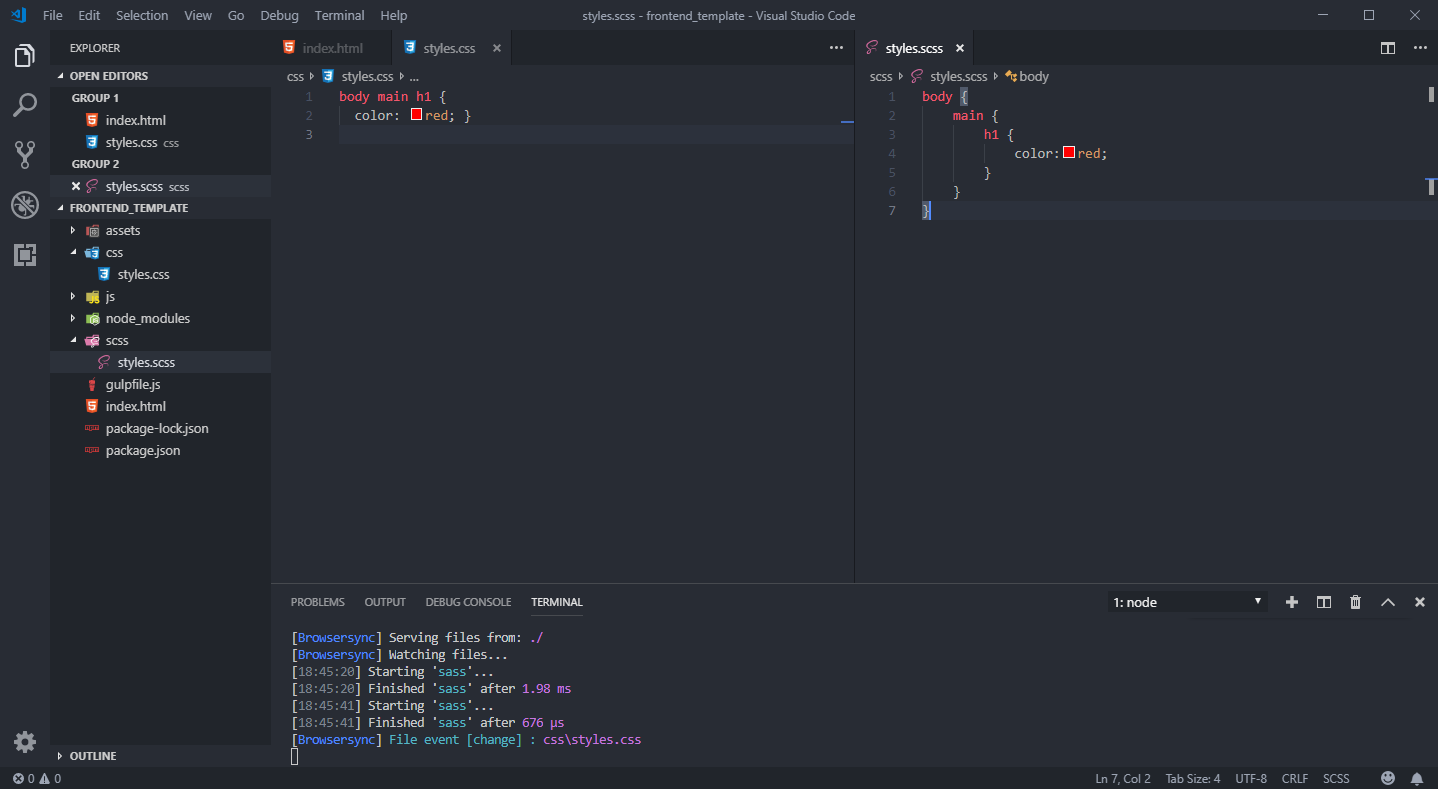 File Edit Selection View Go Debug Terminal Help styles.scss - frontend_template - Visual Studio Code
EXPLORER
OPEN EDITORS
GROUP 1
index.html
styles.css css
GROUP 2
styles.scss scss
FRONTEND_TEMPLATE
assets
css
styles.css
js
node_modules
scss
styles.scss
gulpfile.js
index.html
package-lock.json
package.json
OUTLINE
index.html styles.css
css styles.css ...
1 body main h1 {
2 color: red; }
3
styles.scss
scss styles.scss body
1 body {
2 main {
3 h1 {
4 color:red;
5 }
6 }
7 }
PROBLEMS OUTPUT DEBUG CONSOLE TERMINAL 1: node
[Browsersync] Serving files from: ./
[Browsersync] Watching files...
[18:45:20] Starting 'sass'...
[18:45:20] Finished 'sass' after 1.98 ms
[18:45:41] Starting 'sass'...
[18:45:41] Finished 'sass' after 676 μs
[Browsersync] File event [change] : css\styles.css
0 0 Ln 7, Col 2 Tab Size: 4 UTF-8 CRLF SCSS